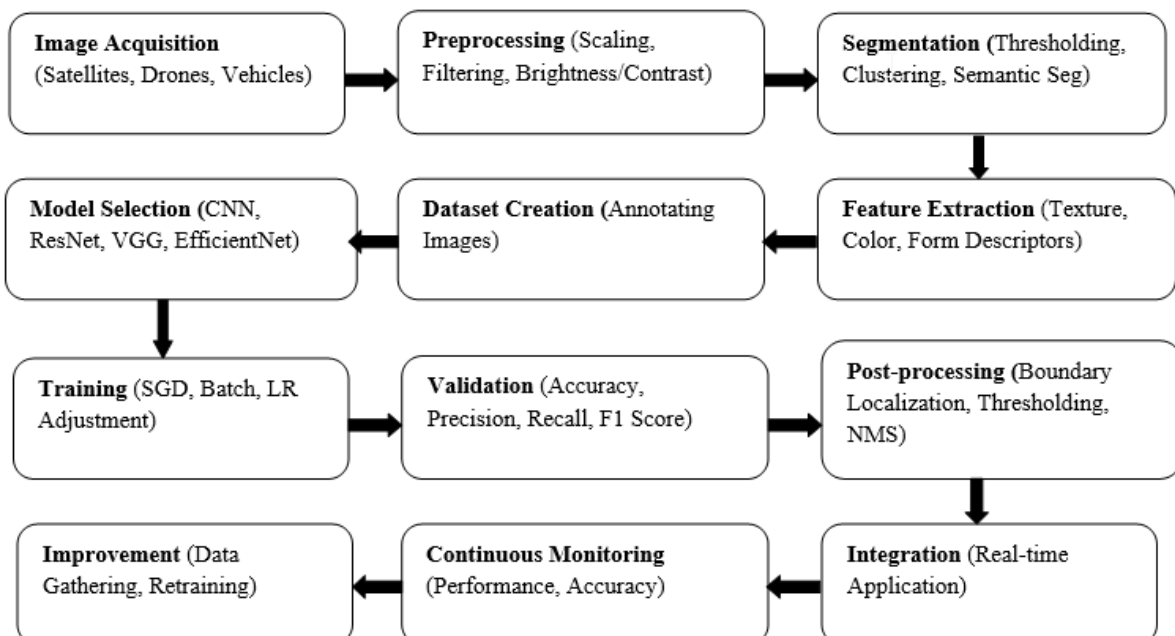 Image Acquisition
(Satellites, Drones, Vehicles)
Preprocessing (Scaling,
Filtering, Brightness/Contrast)
Segmentation (Thresholding,
Clustering, Semantic Seg)
Feature Extraction (Texture,
Color, Form Descriptors)
Dataset Creation (Annotating
Images)
Model Selection (CNN,
ResNet, VGG, EfficientNet)
Training (SGD, Batch, LR
Adjustment)
Validation (Accuracy,
Precision, Recall, F1 Score)
Post-processing (Boundary
Localization, Thresholding,
NMS)
Integration (Real-time
Application)
Continuous Monitoring
(Performance, Accuracy)
Improvement (Data
Gathering, Retraining)